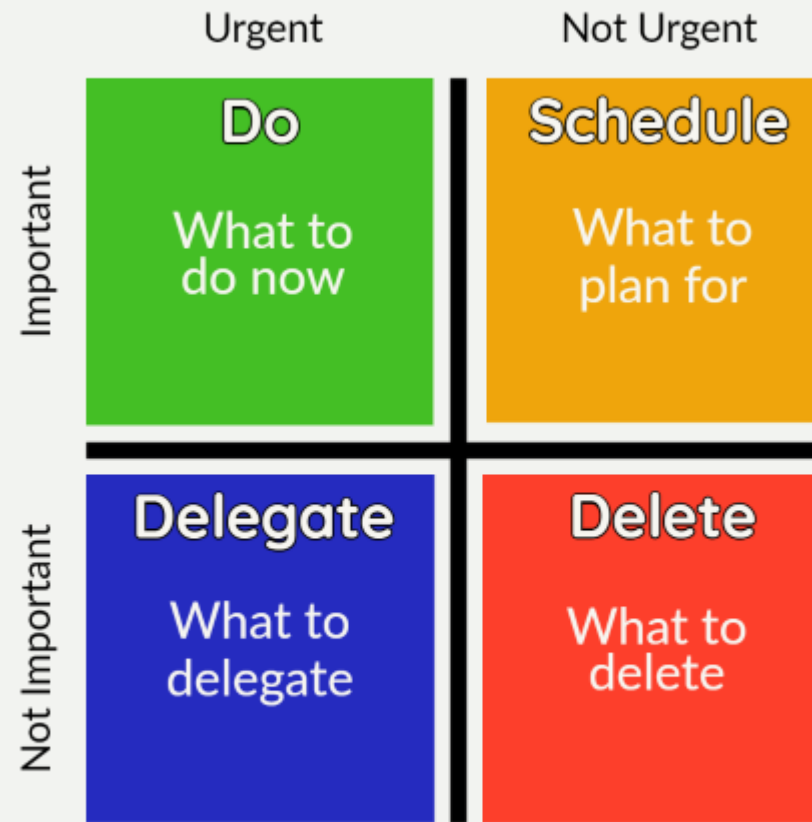 Urgent
Not Urgent
Important
Do
What to
do now
Schedule
What to
plan for
Not Important
Delegate
What to
delegate
Delete
What to
delete